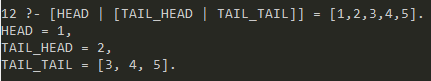 12 ?- [HEAD | [TAIL_HEAD | TAIL_TAIL]] = [1,2,3,4,5].
HEAD = 1,
TAIL_HEAD = 2,
TAIL_TAIL = [3, 4, 5].